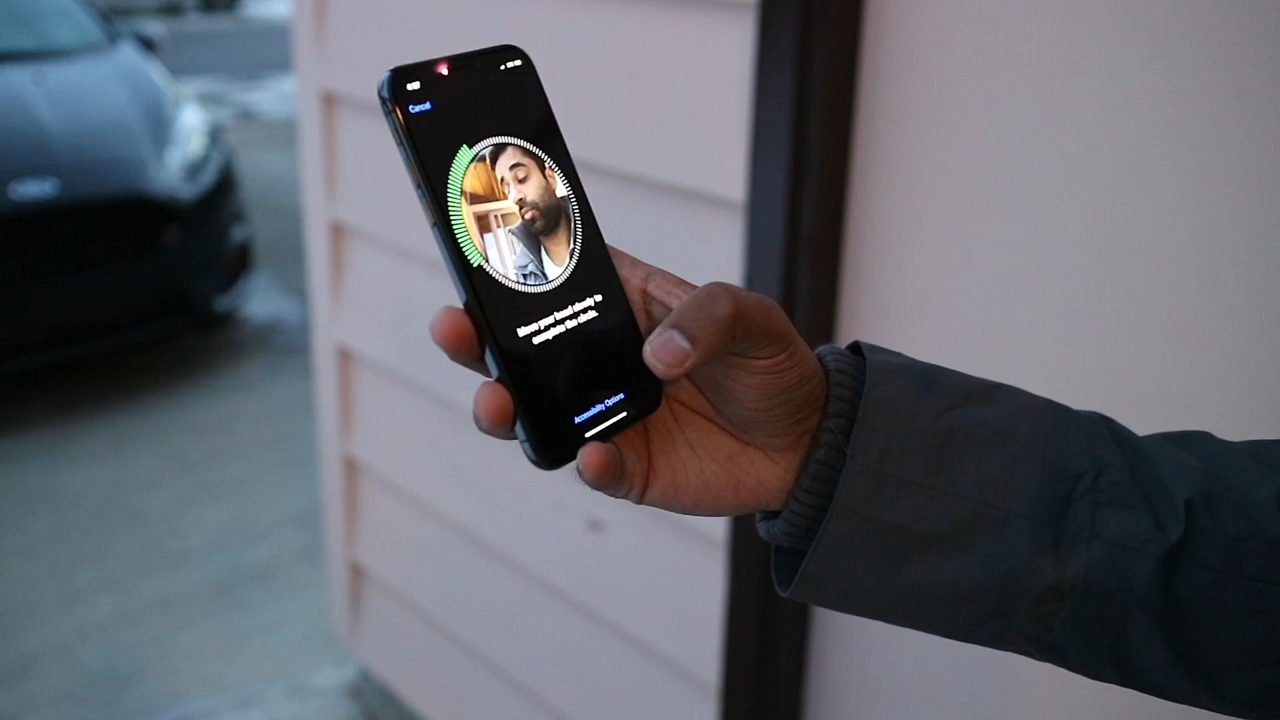 Cancel
Move your head slowly to
complete the circle.
Accessibility Options